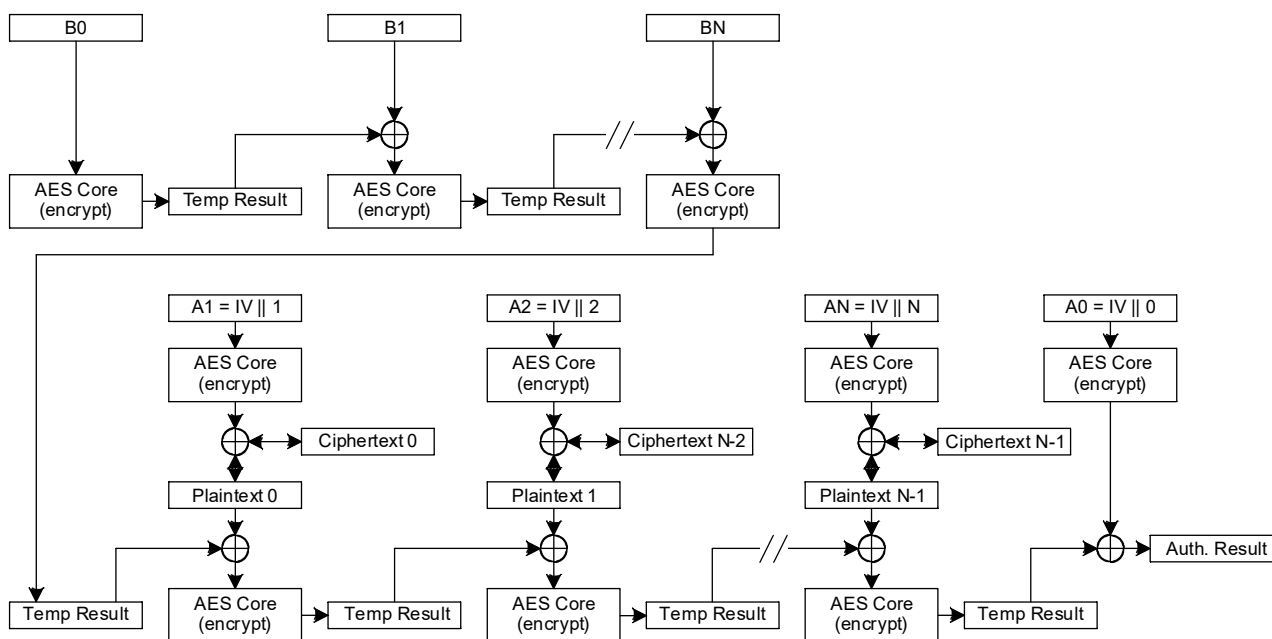 B0
B1
BN
AES Core
(encrypt)
Temp Result
AES Core
(encrypt)
Temp Result
AES Core
(encrypt)
A1 = IV || 1
A2 = IV || 2
AN = IV || N
A0 = IV || 0
AES Core
(encrypt)
AES Core
(encrypt)
AES Core
(encrypt)
AES Core
(encrypt)
Ciphertext 0
Ciphertext N-2
Ciphertext N-1
Plaintext 0
Plaintext 1
Plaintext N-1
Auth. Result
Temp Result
AES Core
(encrypt)
Temp Result
AES Core
(encrypt)
Temp Result
AES Core
(encrypt)
Temp Result